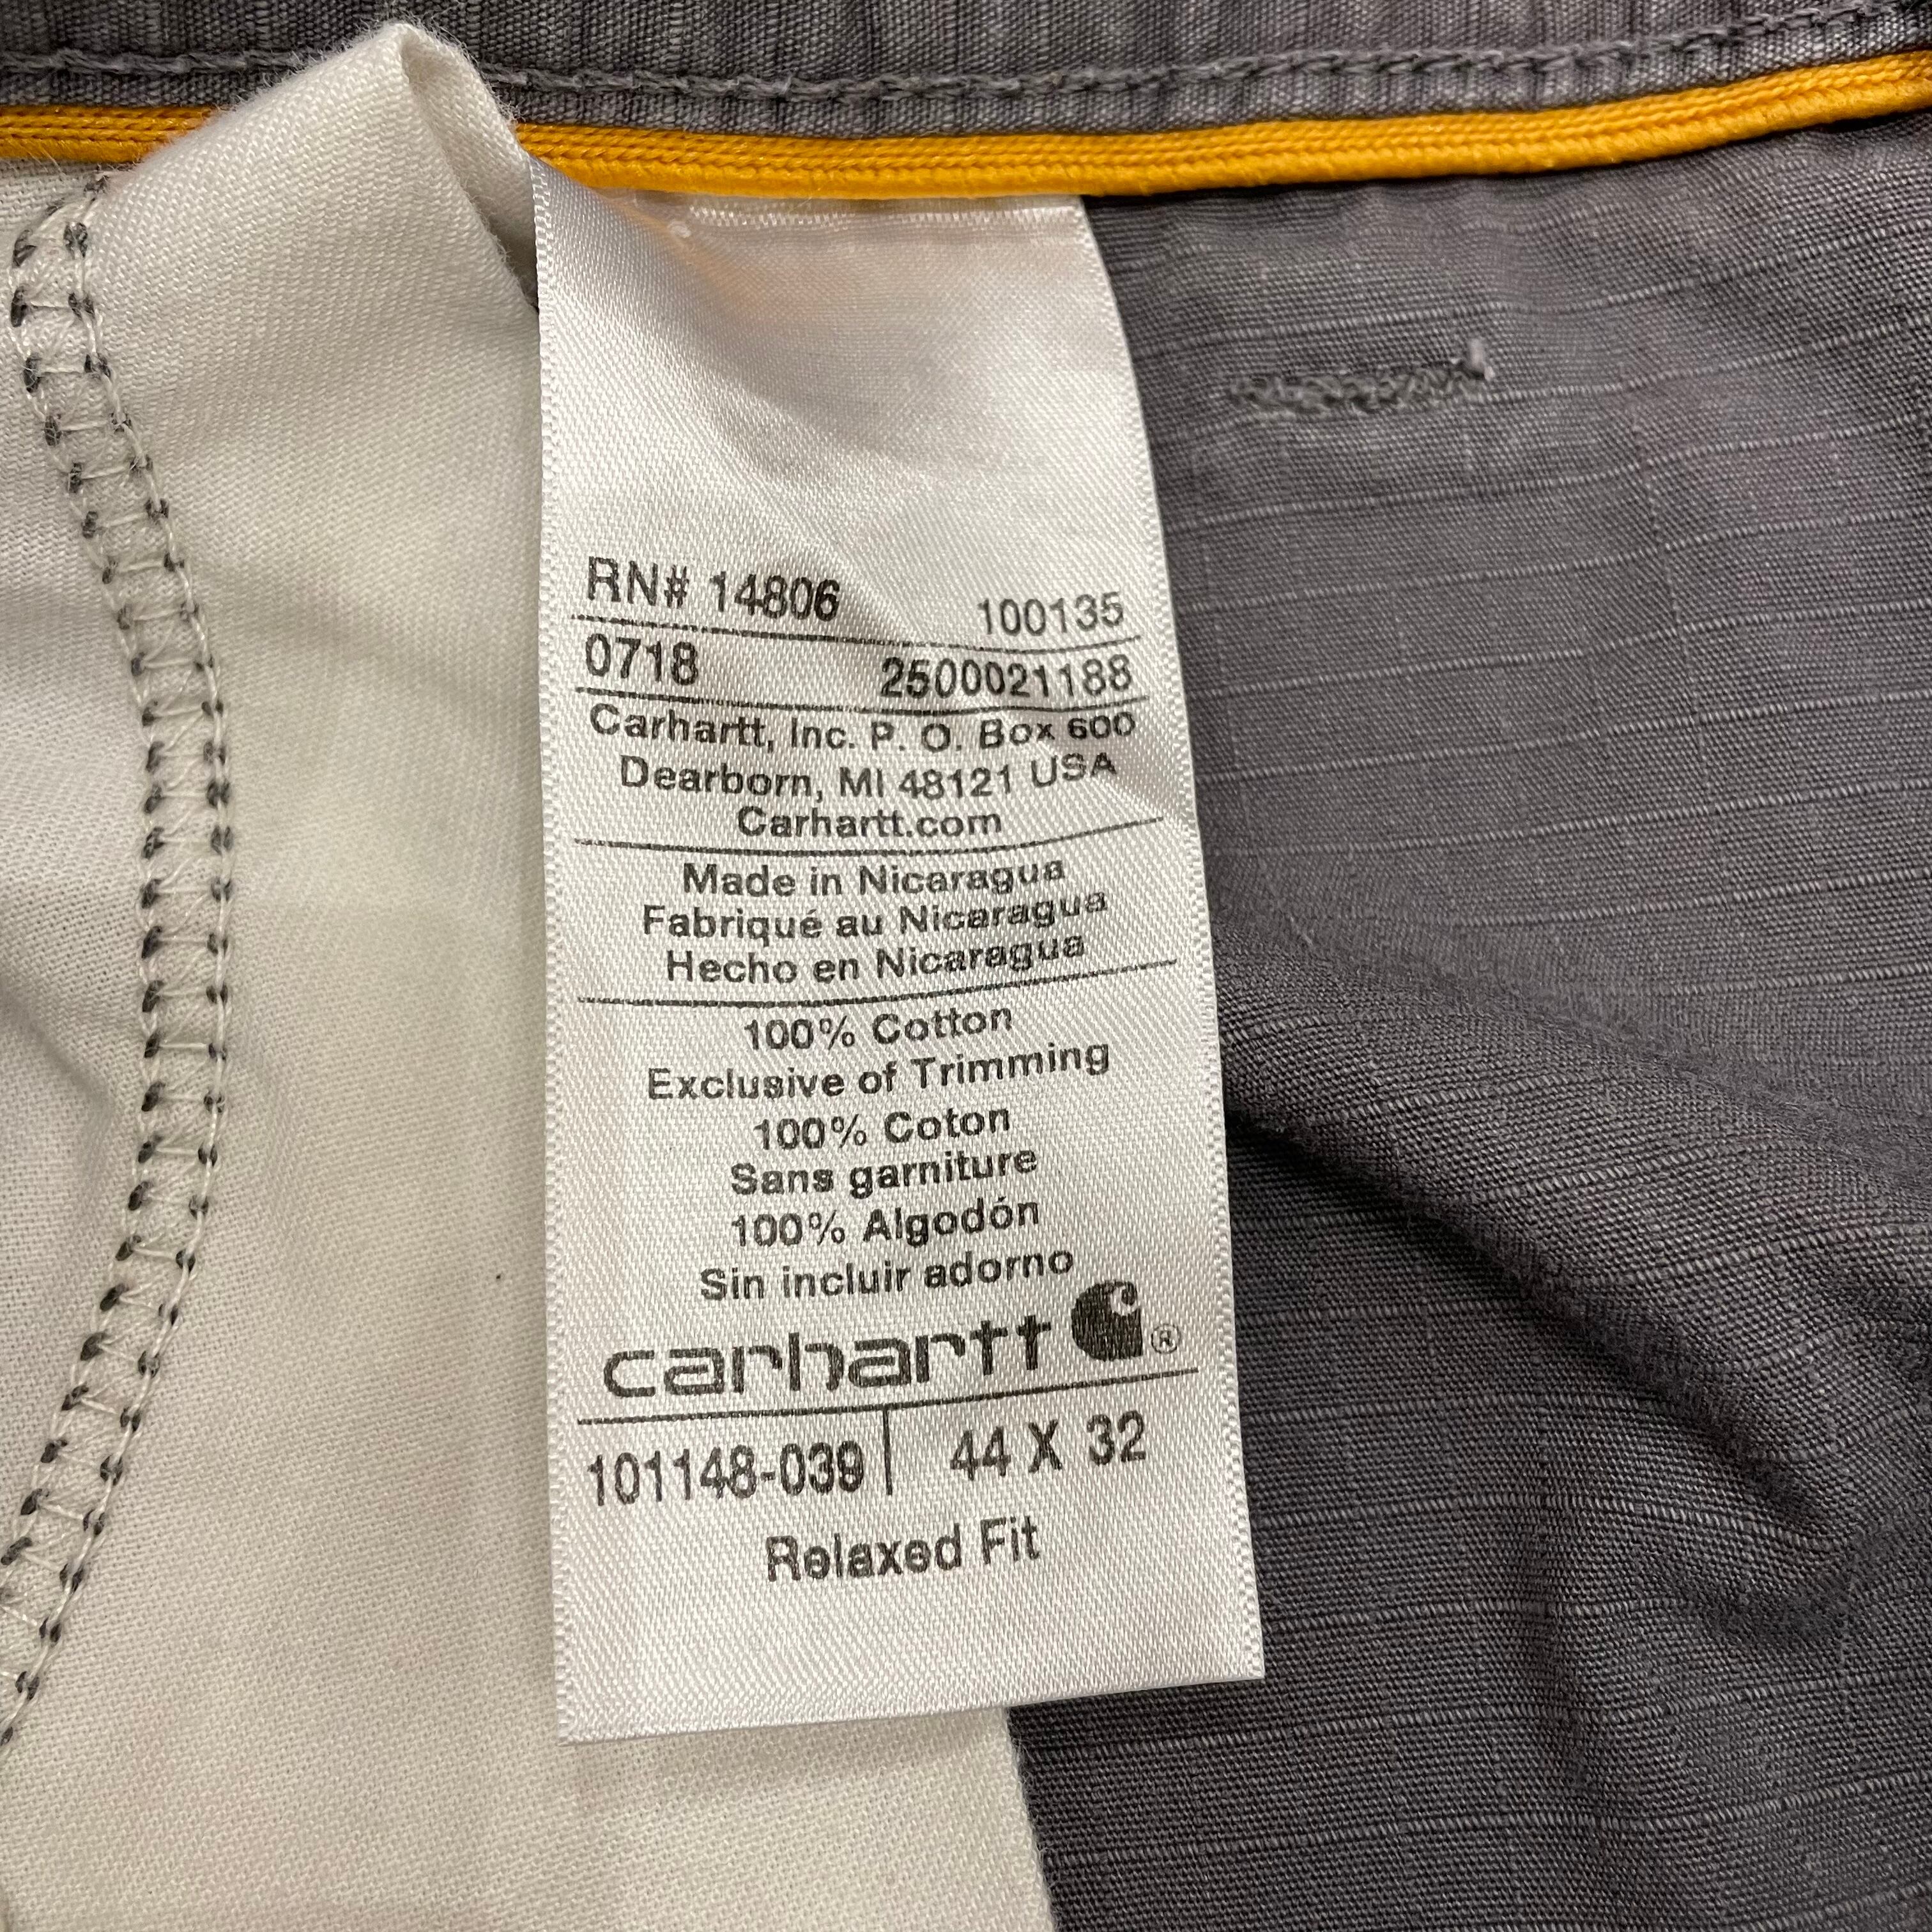 RN# 14806 100135
0718 2500021188
Carhartt, Inc. P. O. Box 600
Dearborn, MI 48121 USA
Carhartt.com
Made in Nicaragua
Fabriqué au Nicaragua
Hecho en Nicaragua
100% Cotton
Exclusive of Trimming
100% Coton
Sans garniture
100% Algodón
Sin incluir adorno
carhartt ®
101148-039 | 44 X 32
Relaxed Fit